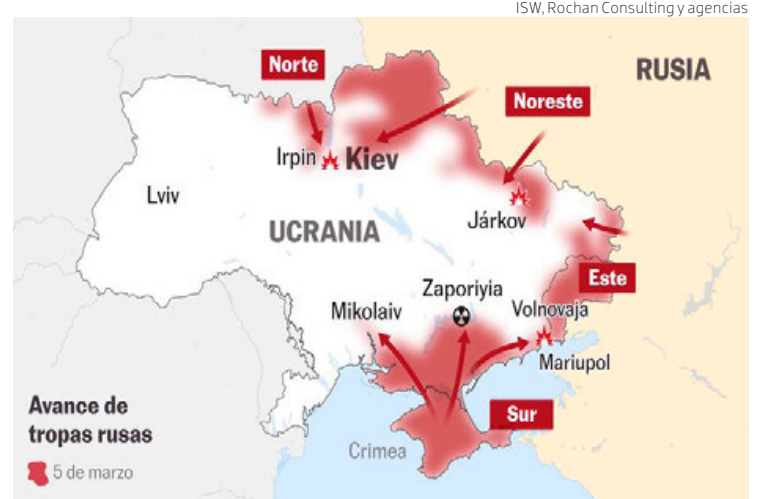 ISW, Rochan Consulting y agencias
Norte
RUSIA
Noreste
Irpin
Kiev
Lviv
Járkov
UCRANIA
Este
Zaporiyia
Mikolaiv
Volnovaja
Mariupol
Avance de
tropas rusas
Sur
Crimea
5 de marzo